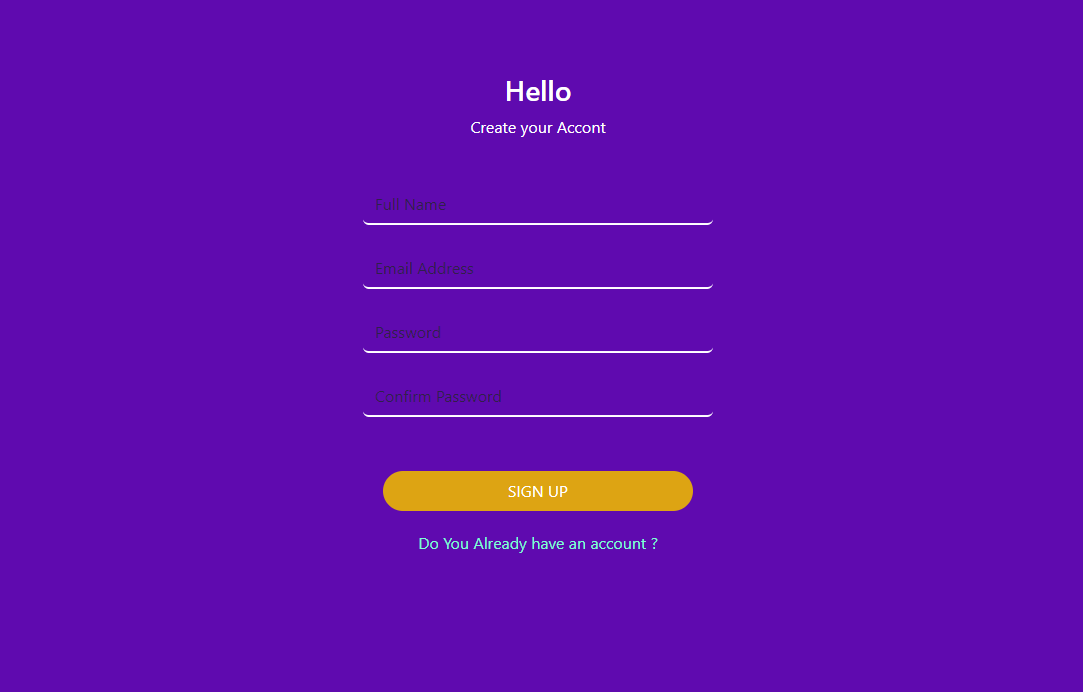 Hello
Create your Accont
Full Name
Email Address
Password
Confirm Password
SIGN UP
Do You Already have an account ?